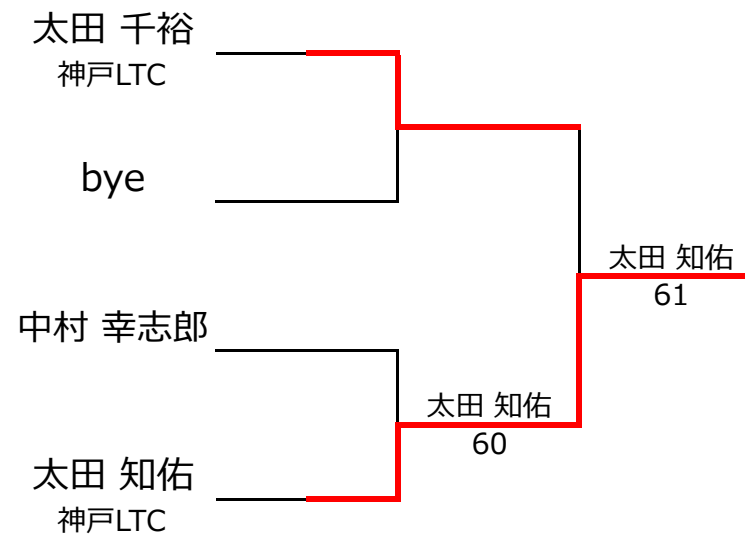 太田 千裕
神戸LTC
bye
太田 知佑
61
中村 幸志郎
太田 知佑
60
太田 知佑
神戸LTC